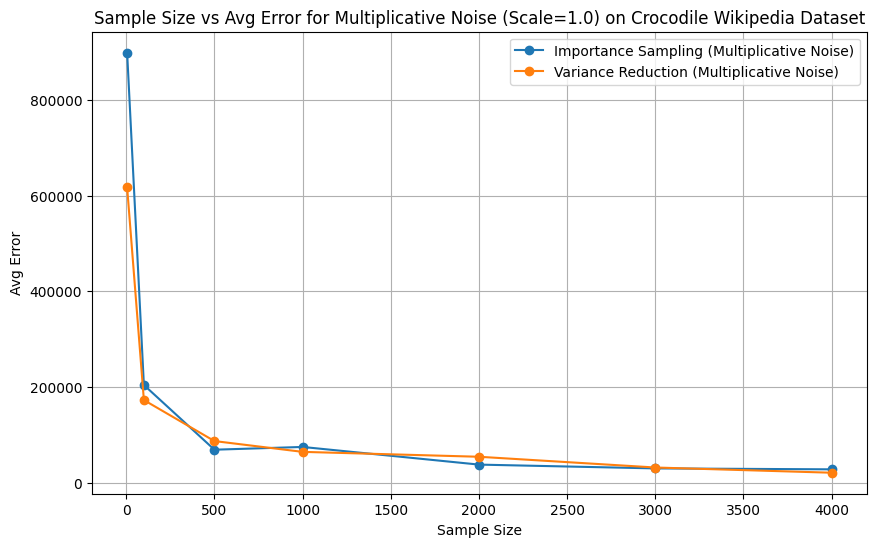 Sample Size vs Avg Error for Multiplicative Noise (Scale=1.0) on Crocodile Wikipedia Dataset
Importance Sampling (Multiplicative Noise)
Variance Reduction (Multiplicative Noise)
Avg Error
800000
600000
400000
200000
0
0 500 1000 1500 2000 2500 3000 3500 4000
Sample Size